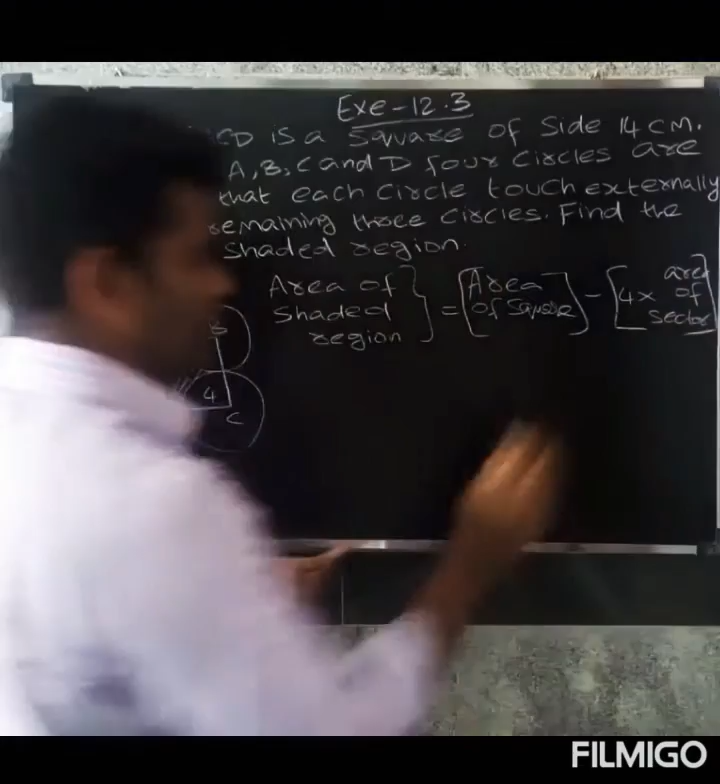 Exe-12.3
CD is a square of side 14 CM.
A, B, C and D four circles are
that each circle touch externally
remaining three circles. Find the
shaded region.
Area of shaded region } = [Area of square] - [4x area of sector]
B
4
C
FILMIGO